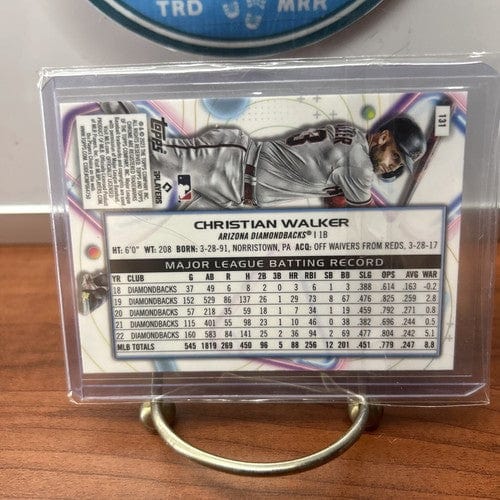 TRD MRR
131
topps
MLB
PLAYERS
CHRISTIAN WALKER
ARIZONA DIAMONDBACKS® | 1B
HT: 6'0" WT: 208 BORN: 3-28-91, NORRISTOWN, PA ACQ: OFF WAIVERS FROM REDS, 3-28-17
MAJOR LEAGUE BATTING RECORD
YR CLUB G AB R H 2B 3B HR RBI SB BB SLG OPS AVG WAR
18 DIAMONDBACKS 37 49 6 8 2 0 3 6 1 3 .388 .614 .163 -0.2
19 DIAMONDBACKS 152 529 86 137 26 1 29 73 8 67 .476 .825 .259 2.8
20 DIAMONDBACKS 57 218 35 59 18 1 7 34 1 19 .459 .792 .271 0.8
21 DIAMONDBACKS 115 401 55 98 23 1 10 46 0 38 .382 .696 .244 0.5
22 DIAMONDBACKS 160 583 84 141 25 2 36 94 2 69 .477 .804 .242 5.1
MLB TOTALS 545 1819 269 450 96 5 88 256 12 201 .451 .779 .247 8.8